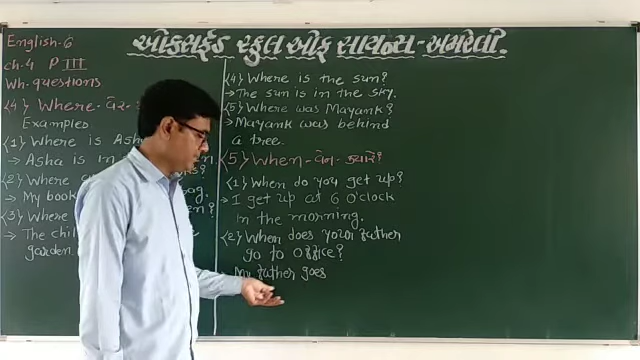 ઓક્સફર્ડ સ્કુલ ઓફ સાયન્સ-અમરેલી.
English-6
ch.4 P III
Wh-questions
(4) Where-વેર-
Examples
(1) Where is Asha
→ Asha is in
(2) Where
→ My book bag.
(3) Where
→ The chil
garden.
(4) Where is the sun?
→ The sun is in the sky.
(5) Where was Mayank?
→ Mayank was behind
a tree.
(5) When-વેન-ક્યારે?
(1) When do you get up?
→ I get up at 6 O'clock
in the morning.
(2) When does your father
go to Office?
My father goes